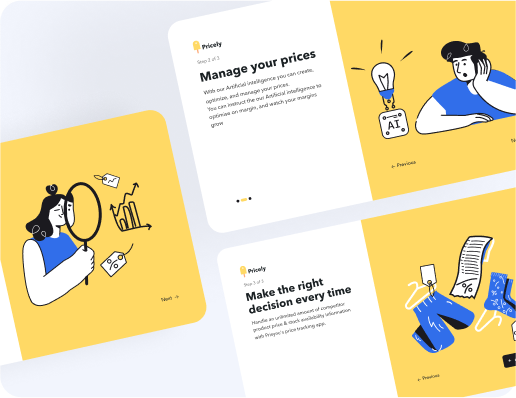 Pricely
Step 2 of 3
Manage your prices
With our Artificial intelligence you can create,
optimize, and manage your prices.
You can instruct the our Artificial intelligence to
optimise on margin, and watch your margins
grow
AI
← Previous
Next →
Pricely
Step 3 of 3
Make the right
decision every time
Handle an unlimited amount of competitor
product price & stock availability information
with Prisync's price tracking app.
%
← Previous